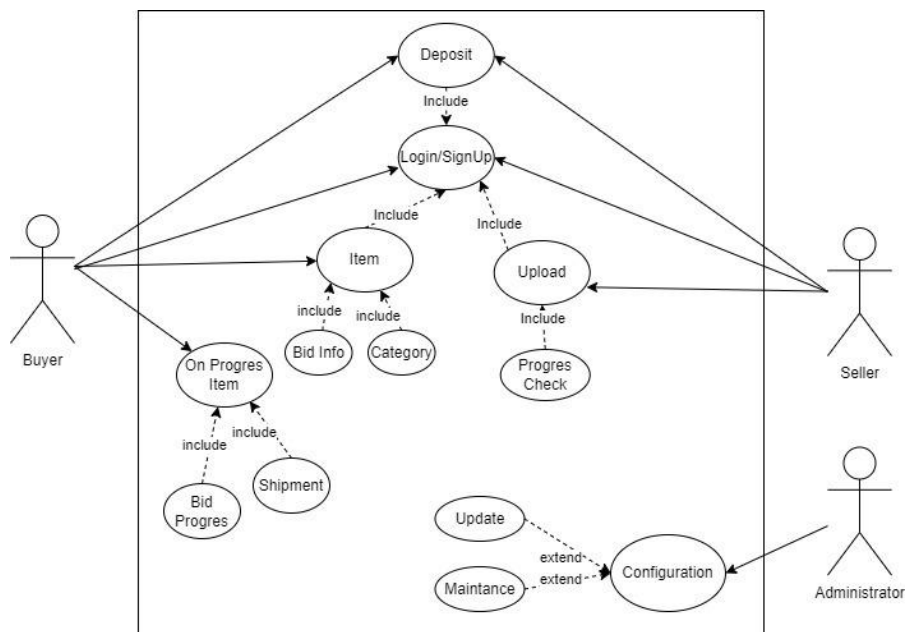 Deposit
Include
Login/SignUp
Include
Include
Item
Upload
include
include
Include
Bid Info
Category
Progres
Check
Buyer
Seller
On Progres
Item
include
include
Bid
Progres
Shipment
Update
extend
Maintance
extend
Configuration
Administrator